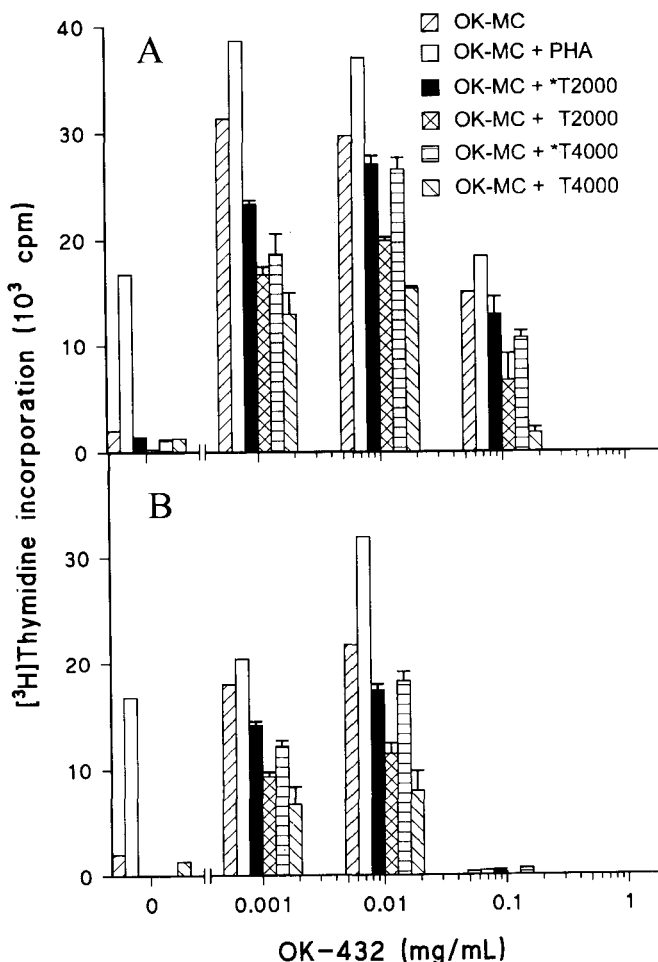 A
40
30
20
10
0
OK-MC
OK-MC + PHA
OK-MC + *T2000
OK-MC + T2000
OK-MC + *T4000
OK-MC + T4000
[³H]Thymidine incorporation (10³ cpm)
B
30
20
10
0
0 0.001 0.01 0.1 1
OK-432 (mg/mL)